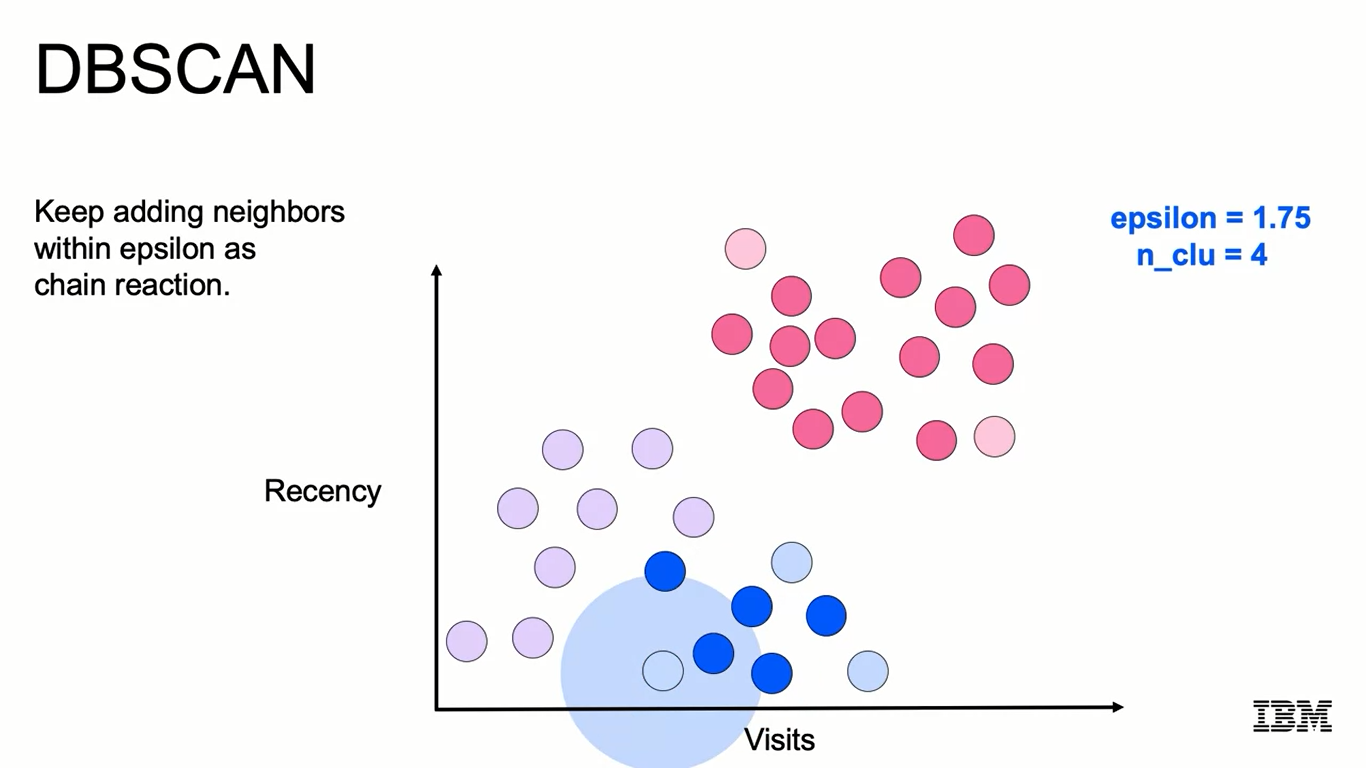 DBSCAN
Keep adding neighbors
within epsilon as
chain reaction.
epsilon = 1.75
n_clu = 4
Recency
Visits
IBM